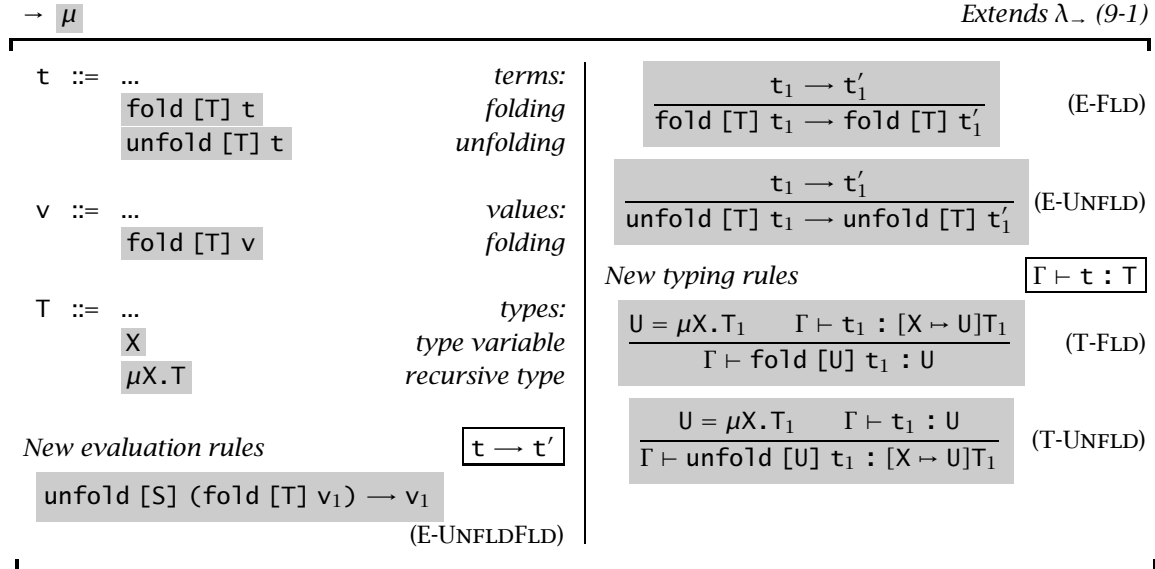 → μ Extends λ→ (9-1)
t ::= ... terms:
fold [T] t folding
unfold [T] t unfolding
v ::= ... values:
fold [T] v folding
T ::= ... types:
X type variable
μX.T recursive type
New evaluation rules t ⟶ t′
unfold [S] (fold [T] v₁) ⟶ v₁
(E-UNFLDFLD)
t₁ ⟶ t′₁
fold [T] t₁ ⟶ fold [T] t′₁
(E-FLD)
t₁ ⟶ t′₁
unfold [T] t₁ ⟶ unfold [T] t′₁
(E-UNFLD)
New typing rules Γ ⊢ t : T
U = μX.T₁ Γ ⊢ t₁ : [X ↦ U]T₁
Γ ⊢ fold [U] t₁ : U
(T-FLD)
U = μX.T₁ Γ ⊢ t₁ : U
Γ ⊢ unfold [U] t₁ : [X ↦ U]T₁
(T-UNFLD)